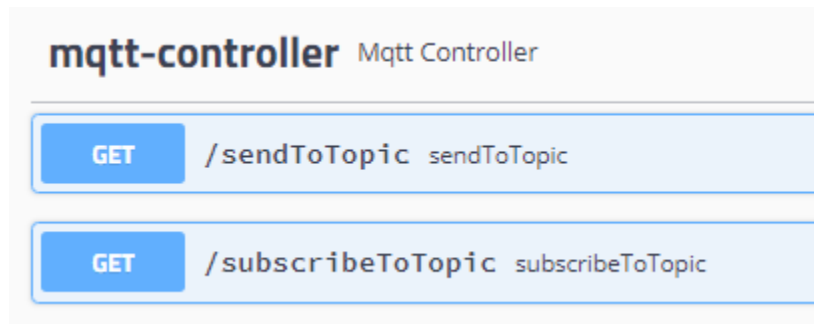 mqtt-controller Mqtt Controller
GET /sendToTopic sendToTopic
GET /subscribeToTopic subscribeToTopic